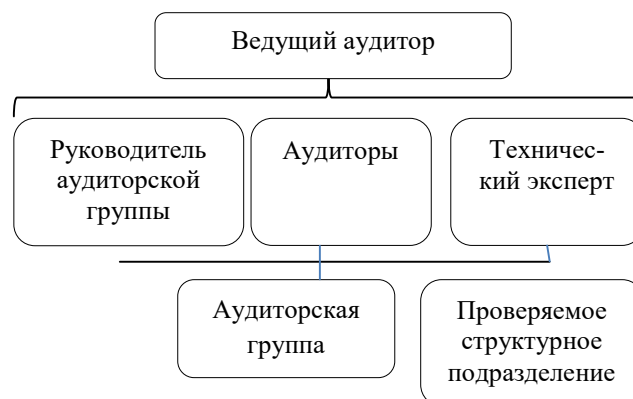 Ведущий аудитор
Руководитель
аудиторской
группы
Аудиторы
Техничес-
кий эксперт
Аудиторская
группа
Проверяемое
структурное
подразделение